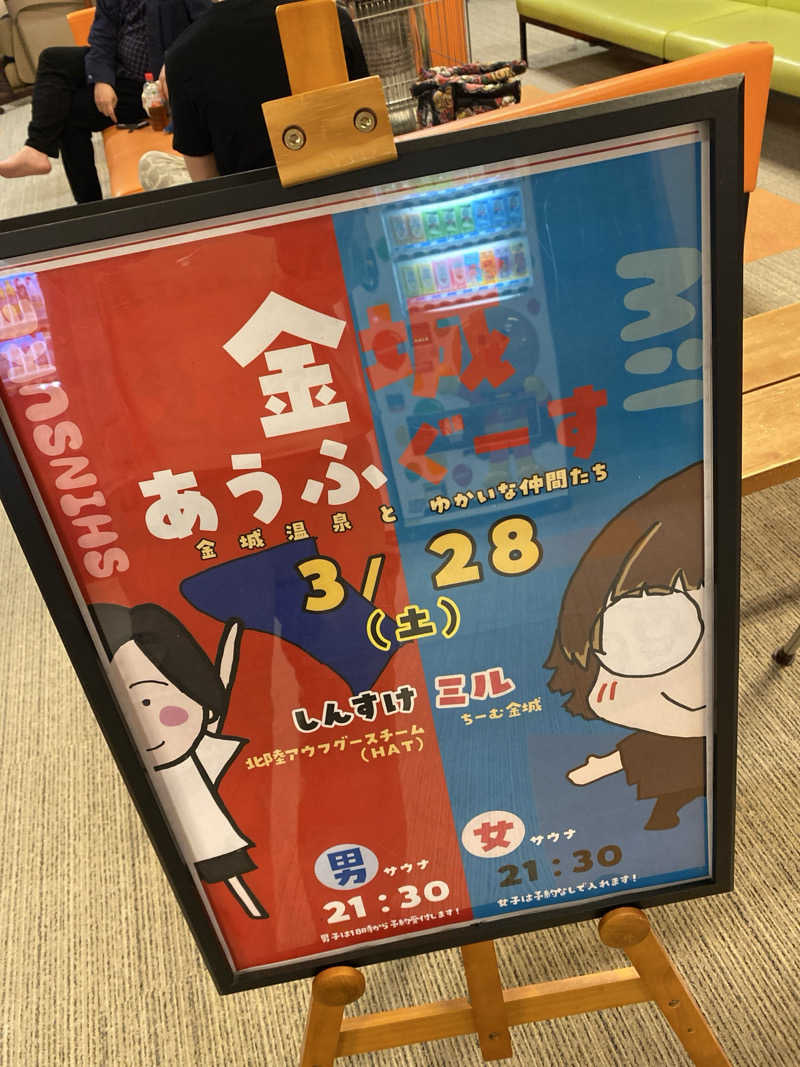 SHINSU
Mi
金城
あうふぐーす
金城温泉と ゆかいな仲間たち
3/28
(土)
しんすけ
北陸アウフグースチーム
(HAT)
ミル
ちーむ金城
男 サウナ
21:30
男子は18時から予約受付します!
女 サウナ
21:30
女子は予約なしで入れます!